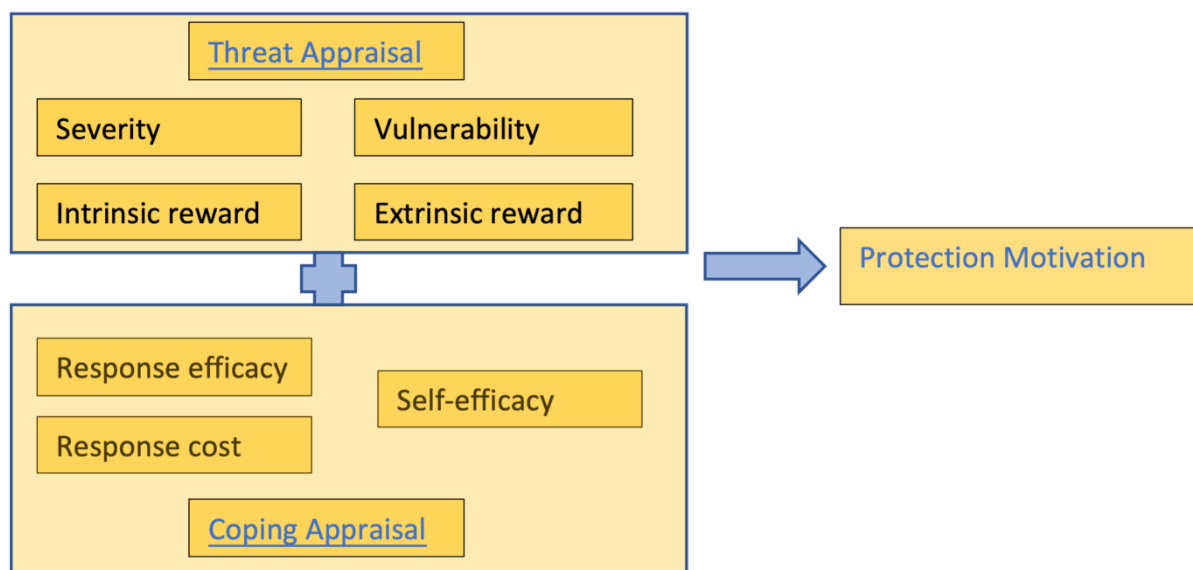 Threat Appraisal
Severity
Vulnerability
Intrinsic reward
Extrinsic reward
Protection Motivation
Response efficacy
Self-efficacy
Response cost
Coping Appraisal